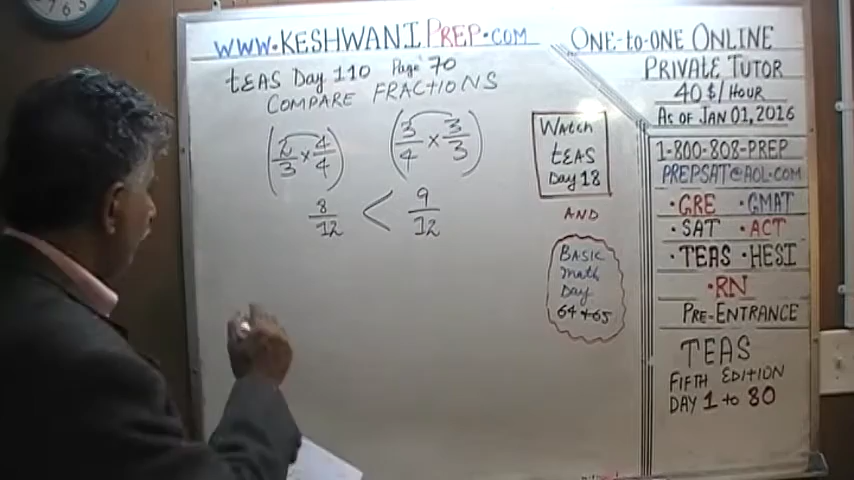 www.KESHWANIPREP.COM
tEAS Day 110 Page 70
COMPARE FRACTIONS
(2/3 × 4/4) (3/4 × 3/3)
8/12 < 9/12
Watch
tEAS
Day 18
AND
BASIC
math
Day
64+65
ONE-to-ONE ONLINE
PRIVATE TUTOR
40$/HOUR
As OF JAN 01, 2016
1-800-808-PREP
PREPSAT@AOL.COM
•GRE •GMAT
•SAT •ACT
•TEAS •HESI
•RN
PRE-ENTRANCE
TEAS
FIFTH EDITION
DAY 1 to 80